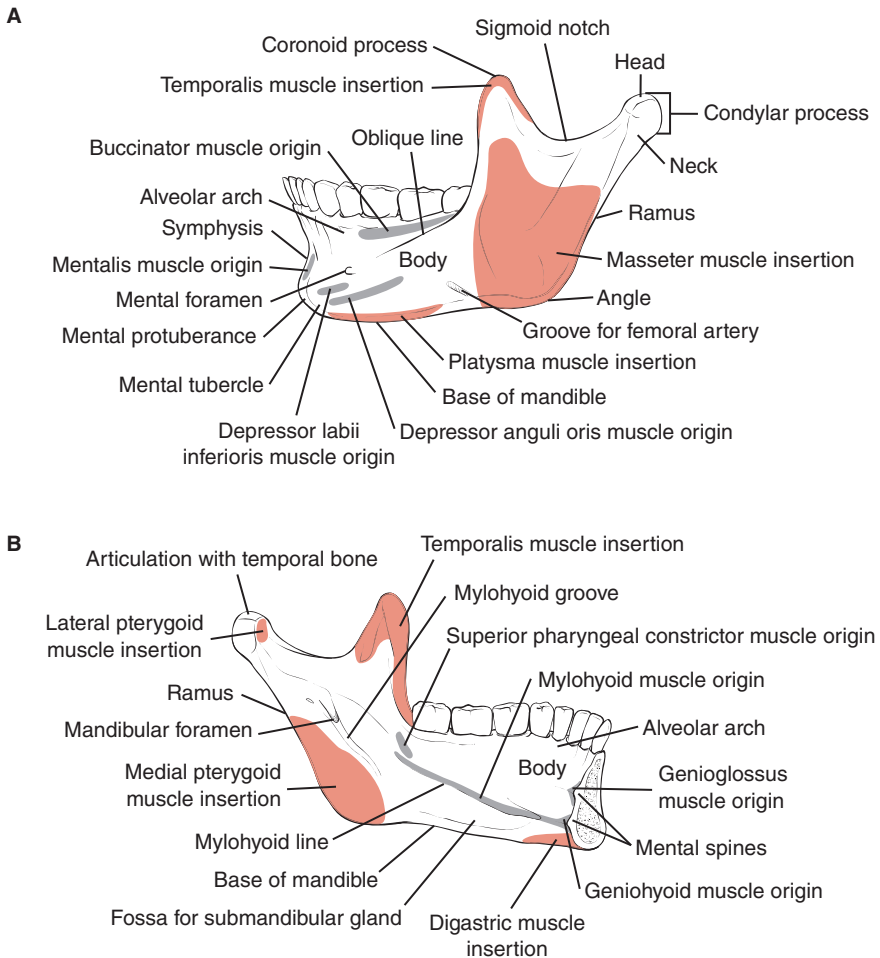 A
Sigmoid notch
Coronoid process
Head
Temporalis muscle insertion
Condylar process
Oblique line
Buccinator muscle origin
Neck
Alveolar arch
Ramus
Symphysis
Body
Masseter muscle insertion
Mentalis muscle origin
Angle
Mental foramen
Groove for femoral artery
Mental protuberance
Platysma muscle insertion
Mental tubercle
Base of mandible
Depressor labii
inferioris muscle origin
Depressor anguli oris muscle origin
B
Temporalis muscle insertion
Articulation with temporal bone
Mylohyoid groove
Lateral pterygoid
muscle insertion
Superior pharyngeal constrictor muscle origin
Mylohyoid muscle origin
Ramus
Mandibular foramen
Alveolar arch
Body
Medial pterygoid
muscle insertion
Genioglossus
muscle origin
Mylohyoid line
Mental spines
Base of mandible
Geniohyoid muscle origin
Fossa for submandibular gland
Digastric muscle
insertion